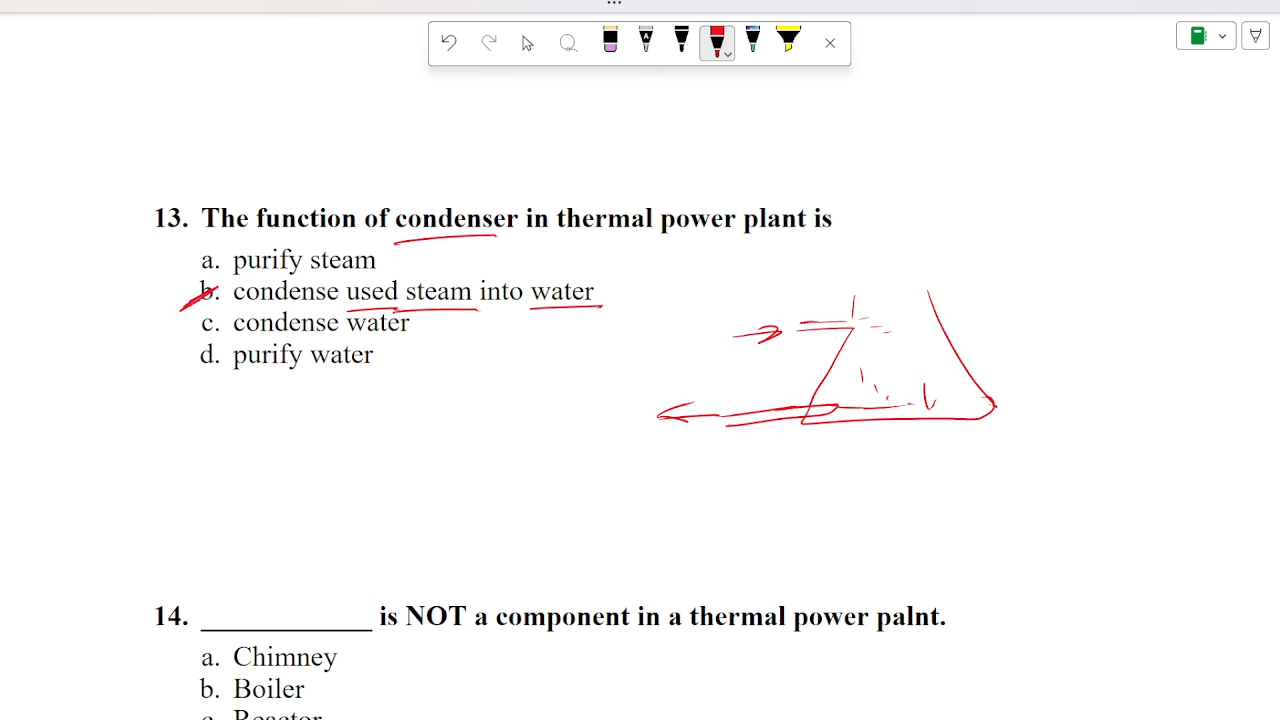 13. The function of condenser in thermal power plant is
a. purify steam
b. condense used steam into water
c. condense water
d. purify water
14. ____________ is NOT a component in a thermal power palnt.
a. Chimney
b. Boiler
c. Reactor